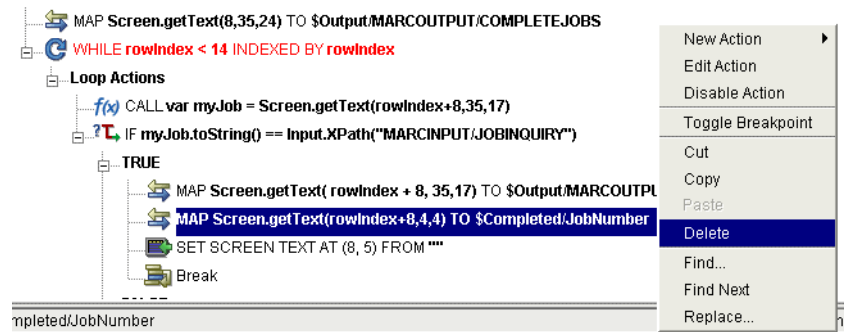 MAP Screen.getText(8,35,24) TO $Output/MARCOUTPUT/COMPLETEJOBS
WHILE rowIndex < 14 INDEXED BY rowIndex
Loop Actions
f(x) CALL var myJob = Screen.getText(rowIndex+8,35,17)
?T IF myJob.toString() == Input.XPath("MARCINPUT/JOBINQUIRY")
TRUE
MAP Screen.getText( rowIndex + 8, 35,17) TO $Output/MARCOUTPU
MAP Screen.getText(rowIndex+8,4,4) TO $Completed/JobNumber
SET SCREEN TEXT AT (8, 5) FROM ""
Break
mpleted/JobNumber
New Action
Edit Action
Disable Action
Toggle Breakpoint
Cut
Copy
Paste
Delete
Find...
Find Next
Replace...